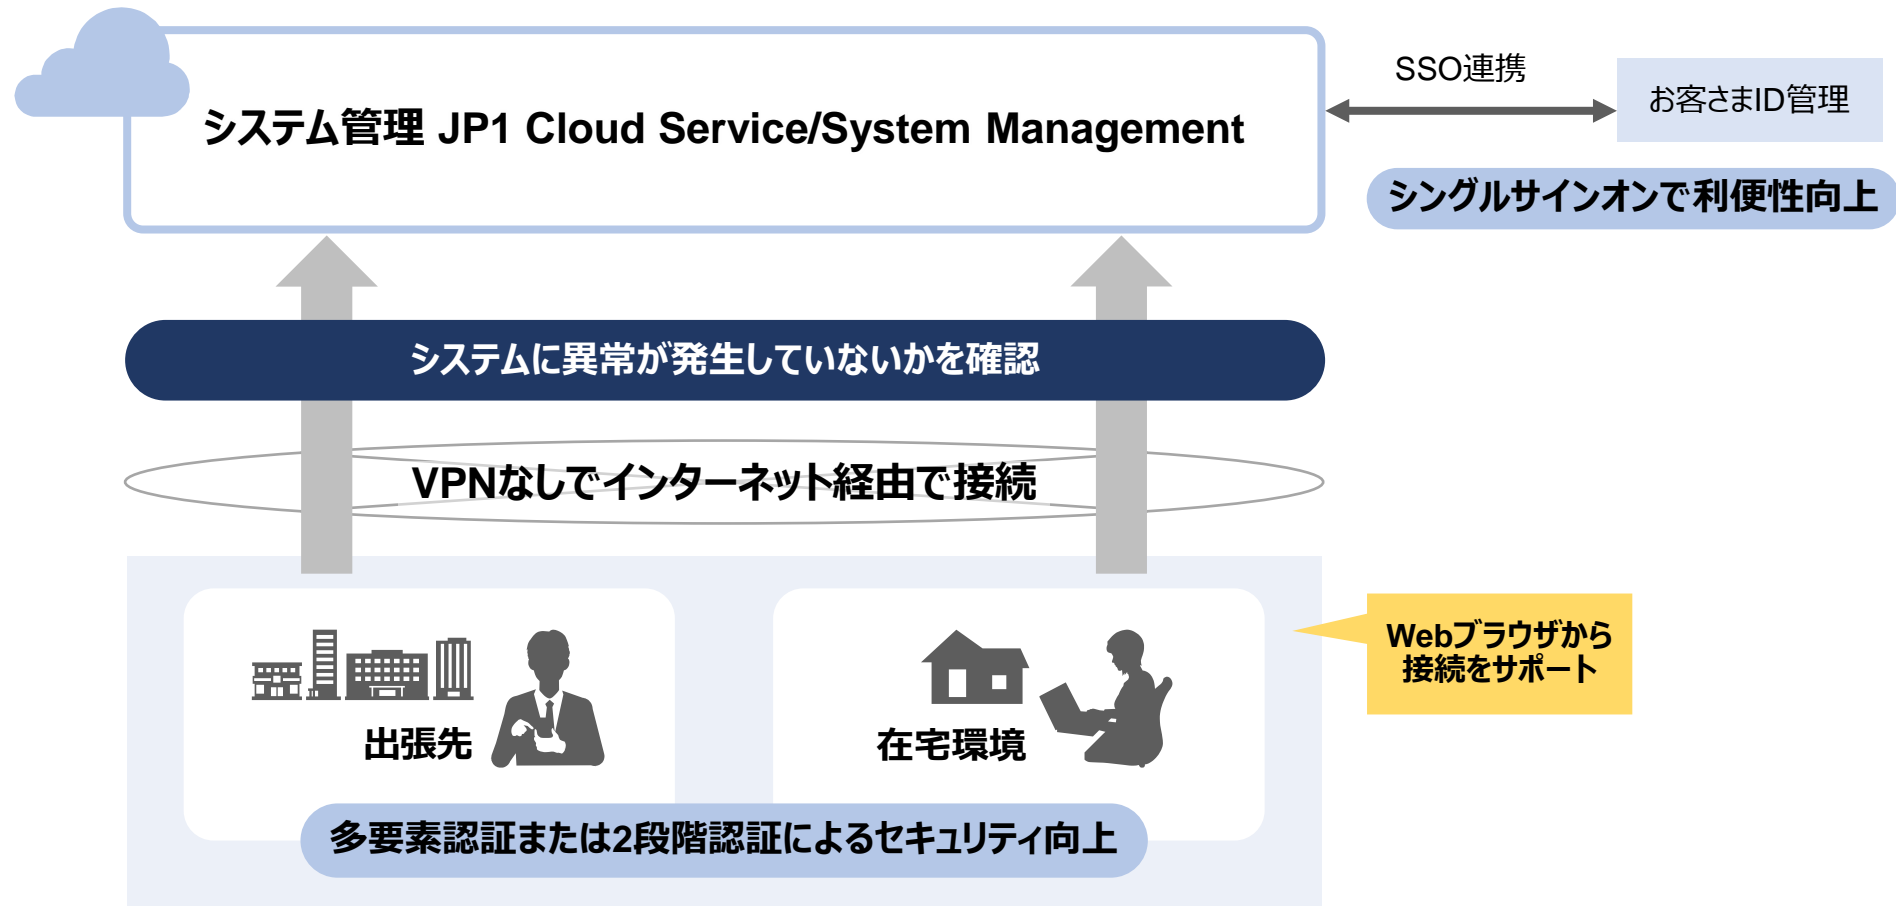 システム管理 JP1 Cloud Service/System Management
SSO連携
お客さまID管理
シングルサインオンで利便性向上
システムに異常が発生していないかを確認
VPNなしでインターネット経由で接続
出張先
在宅環境
Webブラウザから
接続をサポート
多要素認証または2段階認証によるセキュリティ向上